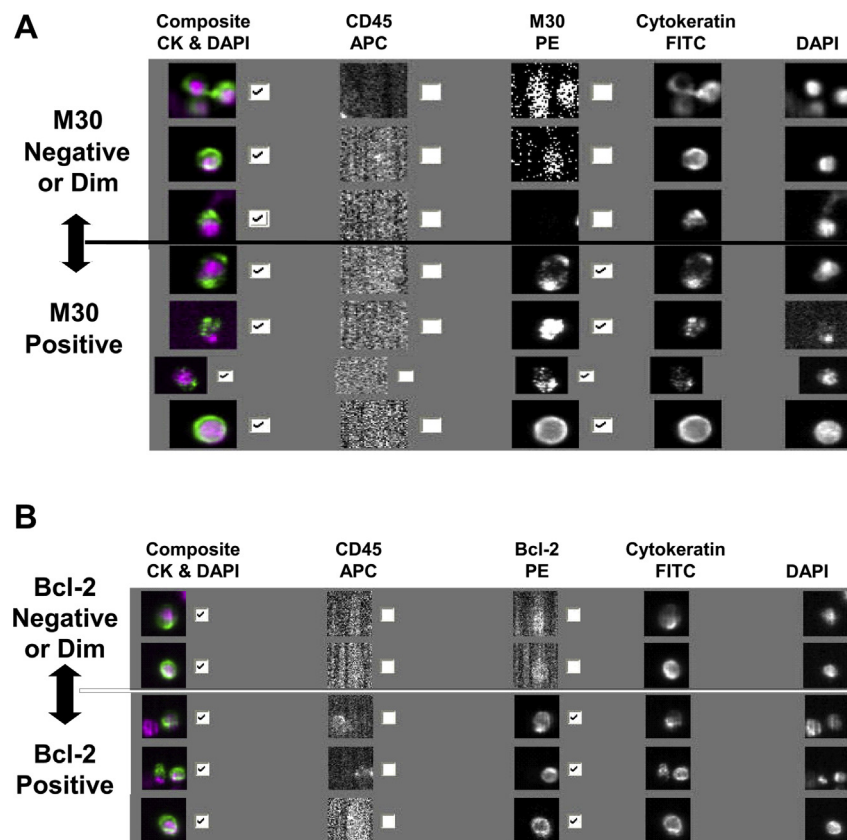 A
Composite
CK & DAPI
CD45
APC
M30
PE
Cytokeratin
FITC
DAPI
M30
Negative
or Dim
M30
Positive
B
Composite
CK & DAPI
CD45
APC
Bcl-2
PE
Cytokeratin
FITC
DAPI
Bcl-2
Negative
or Dim
Bcl-2
Positive